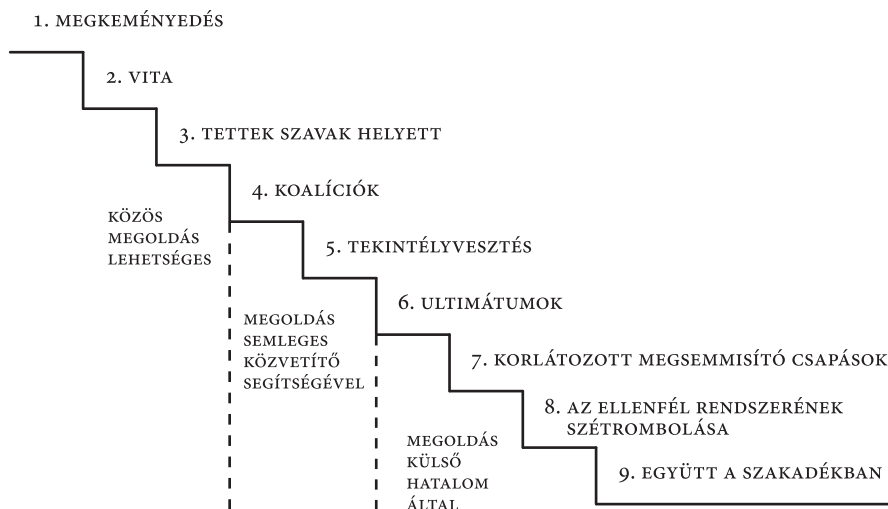 1. MEGKEMÉNYEDÉS
2. VITA
3. TETTEK SZAVAK HELYETT
4. KOALÍCIÓK
KÖZÖS
MEGOLDÁS
LEHETSÉGES
5. TEKINTÉLYVESZTÉS
6. ULTIMÁTUMOK
MEGOLDÁS
SEMLEGES
KÖZVETÍTŐ
SEGÍTSÉGÉVEL
7. KORLÁTOZOTT MEGSEMMISÍTÓ CSAPÁSOK
8. AZ ELLENFÉL RENDSZERÉNEK
SZÉTROMBOLÁSA
MEGOLDÁS
KÜLSŐ
HATALOM
ÁLTAL
9. EGYÜTT A SZAKADÉKBAN